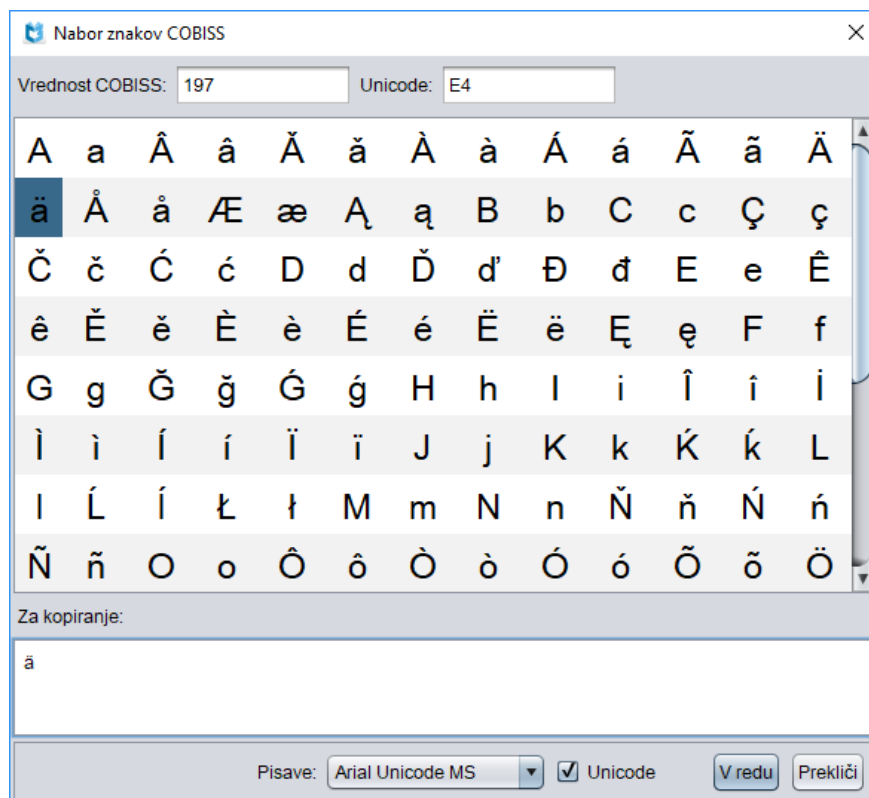 Nabor znakov COBISS
Vrednost COBISS: 197 Unicode: E4
A a Â â Ă ă À à Á á Ã ã Ä
ä Å å Æ æ Ą ą B b C c Ç ç
Č č Ć ć D d Ď ď Đ đ E e Ê
ê Ě ě È è É é Ë ë Ę ę F f
G g Ğ ğ Ǵ ǵ H h I i Î î İ
Ì ì Í í Ï ï J j K k Ḱ ḱ L
l Ĺ ĺ Ł ł M m N n Ň ň Ń ń
Ñ ñ O o Ô ô Ò ò Ó ó Õ õ Ö
Za kopiranje:
ä
Pisave: Arial Unicode MS Unicode V redu Prekliči